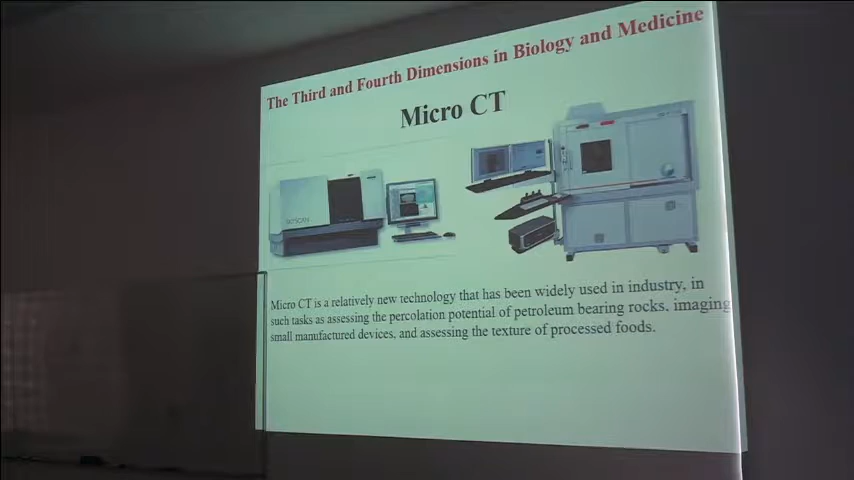 The Third and Fourth Dimensions in Biology and Medicine
Micro CT
SKYSCAN
Micro CT is a relatively new technology that has been widely used in industry, in
such tasks as assessing the percolation potential of petroleum bearing rocks, imaging
small manufactured devices, and assessing the texture of processed foods.